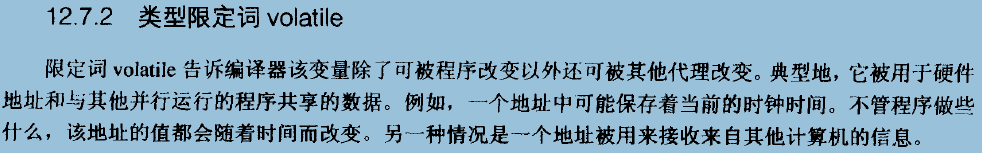 12.7.2 类型限定词 volatile
限定词 volatile 告诉编译器该变量除了可被程序改变以外还可被其他代理改变。典型地，它被用于硬件
地址和与其他并行运行的程序共享的数据。例如，一个地址中可能保存着当前的时钟时间。不管程序做些
什么，该地址的值都会随着时间而改变。另一种情况是一个地址被用来接收来自其他计算机的信息。